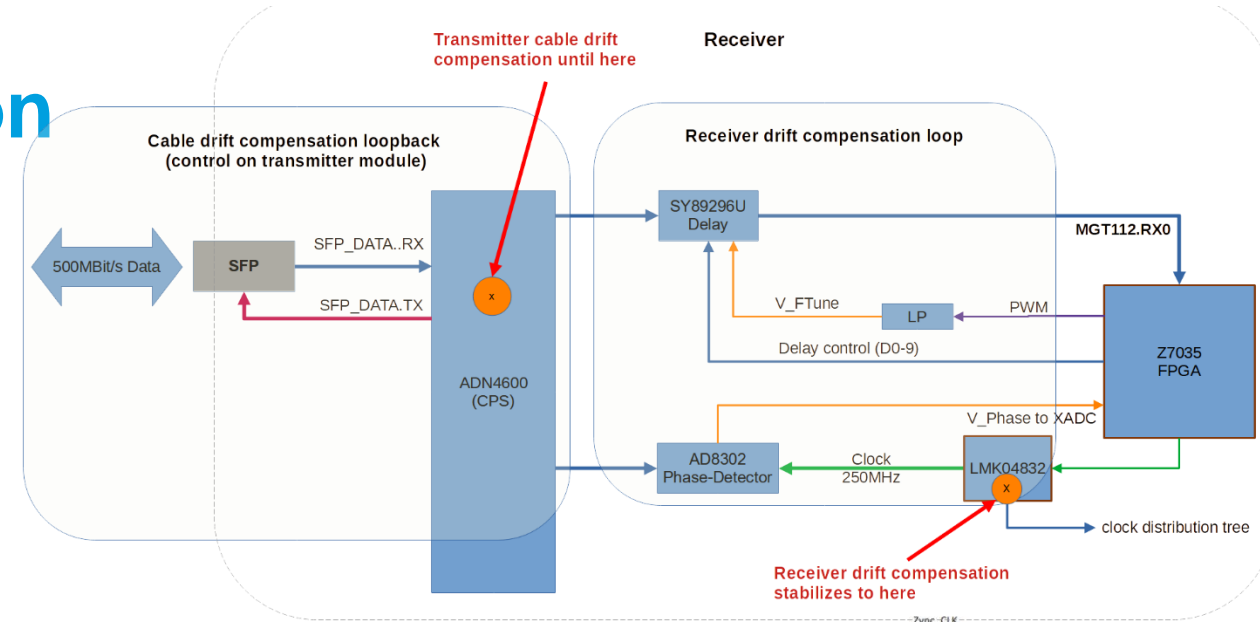 on
Transmitter cable drift
compensation until here
Receiver
Cable drift compensation loopback
(control on transmitter module)
Receiver drift compensation loop
500MBit/s Data
SFP
SFP_DATA..RX
SFP_DATA.TX
x
ADN4600
(CPS)
SY89296U
Delay
MGT112.RX0
V_FTune
LP
PWM
Delay control (D0-9)
Z7035
FPGA
V_Phase to XADC
AD8302
Phase-Detector
Clock
250MHz
LMK04832
X
clock distribution tree
Receiver drift compensation
stabilizes to here
Zync CLK